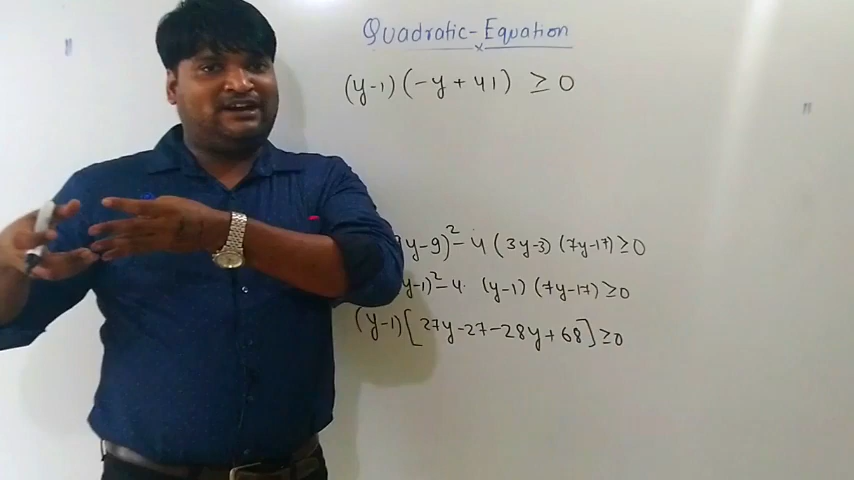 Quadratic-Equation
(y-1)(-y+41) ≥ 0
y-9)²-4(3y-3)(7y-17)≥0
y-1)²-4. (y-1)(7y-17)≥0
(y-1)[27y-27-28y+68]≥0